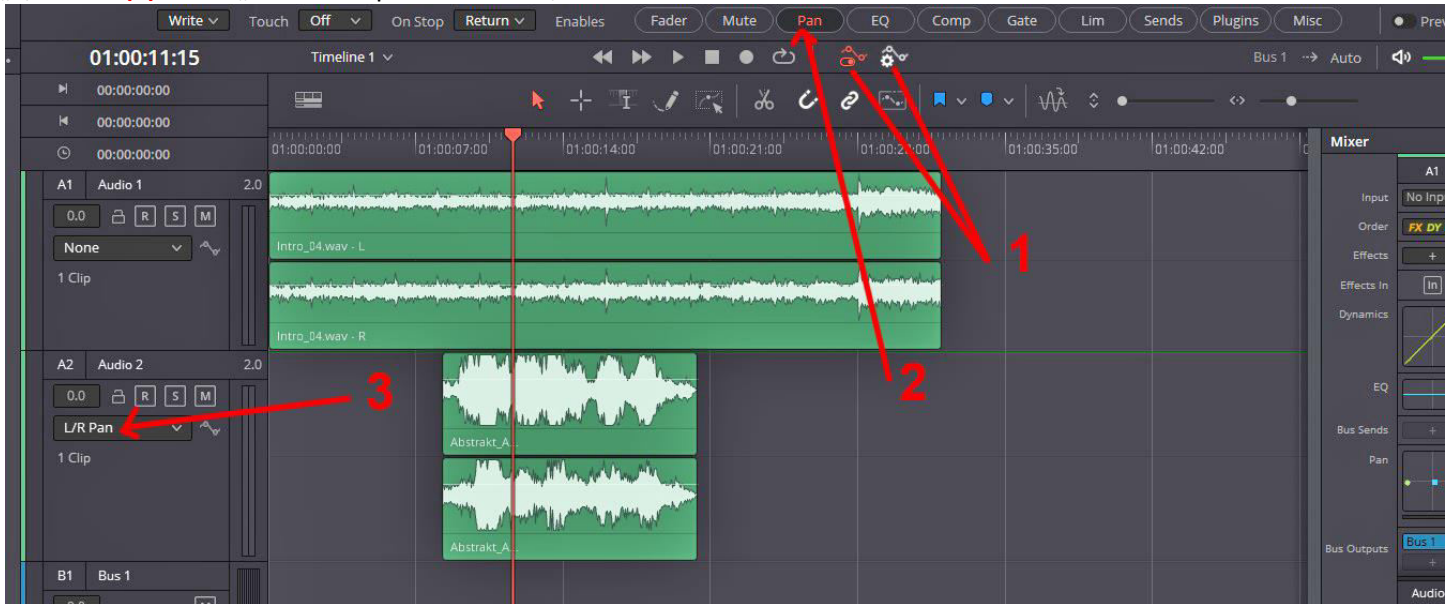 Write Touch Off On Stop Return Enables Fader Mute Pan EQ Comp Gate Lim Sends Plugins Misc
01:00:11:15 Timeline 1 Bus 1 Auto
00:00:00:00
00:00:00:00
00:00:00:00
01:00:00:00 01:00:07:00 01:00:14:00 01:00:21:00 01:00:35:00 01:00:42:00
Mixer
A1
A1 Audio 1 2.0
Input
0.0 R S M
Order FX DY
None
Intro_04.wav - L
Effects +
1 Clip
1
Effects In In
Dynamics
Intro_04.wav - R
A2 Audio 2 2.0
0.0 R S M
3
2
EQ
L/R Pan
Abstrakt_A...
Bus Sends +
1 Clip
Pan
Abstrakt_A...
Bus Outputs Bus 1
+
B1 Bus 1
Audio